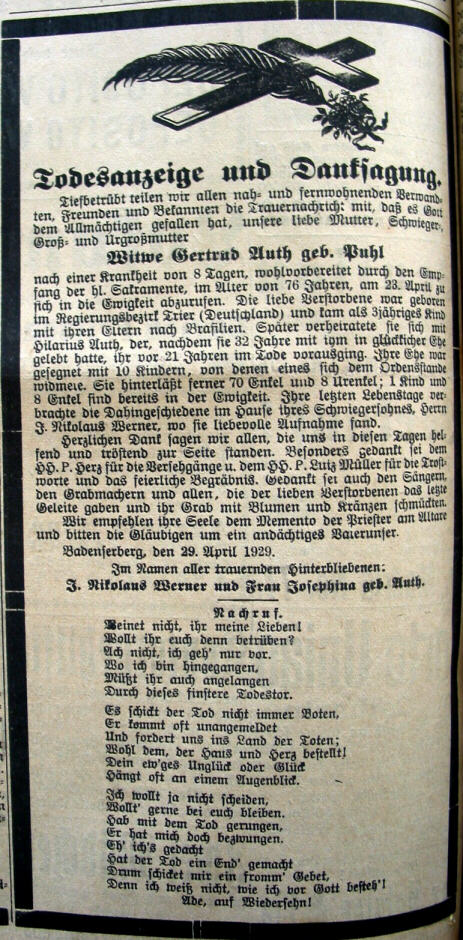 Todesanzeige und Danksagung.
Tiefbetrübt teilen wir allen nah- und fernwohnenden Verwand-
ten, Freunden und Bekannten die Trauernachricht: mit, daß es Gott
dem Allmächtigen gefallen hat, unsere liebe Mutter, Schwieger-,
Groß- und Urgroßmutter
Witwe Gertrud Auth geb. Puhl
nach einer Krankheit von 8 Tagen, wohlvorbereitet durch den Emp-
fang der hl. Sakramente, im Alter von 76 Jahren, am 23. April zu
sich in die Ewigkeit abzurufen. Die liebe Verstorbene war geboren
im Regierungsbezirk Trier (Deutschland) und kam als 3jähriges Kind
mit ihren Eltern nach Brasilien. Später verheiratete sie sich mit
Hilarius Auth, der, nachdem sie 32 Jahre mit ihm in glücklicher Ehe
gelebt hatte, ihr vor 21 Jahren im Tode vorausging. Ihre Ehe war
gesegnet mit 10 Kindern, von denen eines sich dem Ordensstande
widmete. Sie hinterläßt ferner 70 Enkel und 8 Urenkel; 1 Kind und
8 Enkel sind bereits in der Ewigkeit. Ihre letzten Lebenstage ver-
brachte die Dahingeschiedene im Hause ihres Schwiegersohnes, Herrn
J. Nikolaus Werner, wo sie liebevolle Aufnahme fand.
Herzlichen Dank sagen wir allen, die uns in diesen Tagen hel-
fend und tröstend zur Seite standen. Besonders gedankt sei dem
HH. P. Herz für die Versehgänge u. dem HH. P. Lutz Müller für die Trost-
worte und das feierliche Begräbnis. Gedankt sei auch den Sängern,
den Grabmachern und allen, die der lieben Verstorbenen das letzte
Geleite gaben und ihr Grab mit Blumen und Kränzen schmückten.
Wir empfehlen ihre Seele dem Memento der Priester am Altare
und bitten die Gläubigen um ein andächtiges Vaterunser.
Badenserberg, den 29. April 1929.
Im Namen aller trauernden Hinterbliebenen:
J. Nikolaus Werner und Frau Josephina geb. Auth.
Nachruf.
Weinet nicht, ihr meine Lieben!
Wollt ihr euch denn betrüben?
Ach nicht, ich geh' nur vor.
Wo ich bin hingegangen,
Müßt ihr auch anlangen
Durch dieses finstere Todestor.
Es schickt der Tod nicht immer Boten,
Er kommt oft unangemeldet
Und fordert uns ins Land der Toten;
Wohl dem, der Haus und Herz bestellt!
Dein ew'ges Unglück oder Glück
Hängt oft an einem Augenblick.
Ich wollt ja nicht scheiden,
Wollt' gerne bei euch bleiben.
Hab mit dem Tod gerungen,
Er hat mich doch bezwungen.
Eh' ich's gedacht
Hat der Tod ein End' gemacht
Drum schicket mir ein fromm' Gebet,
Denn ich weiß nicht, wie ich vor Gott besteh'!
Ade, auf Wiedersehn!